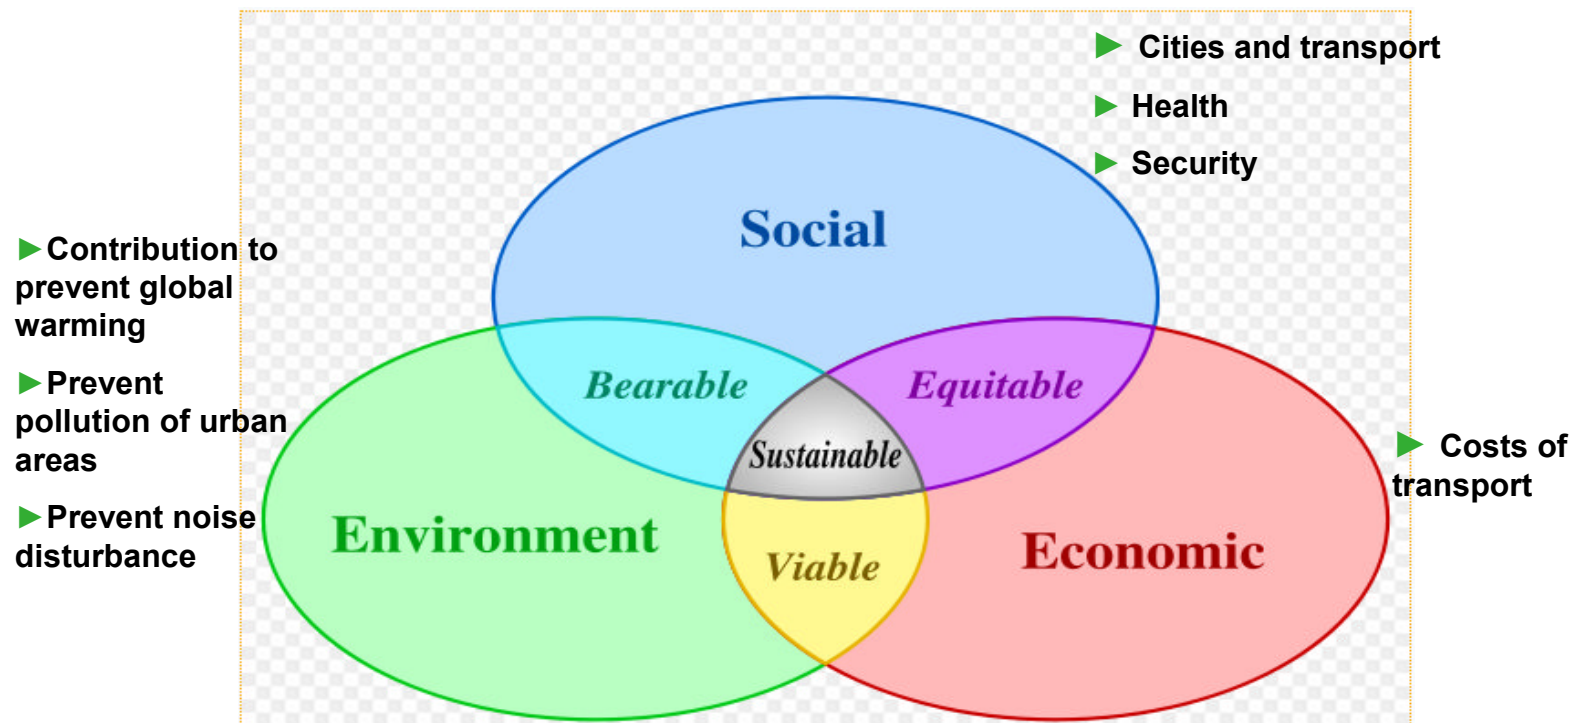 ► Cities and transport
► Health
► Security
Social
►Contribution to
prevent global
warming
►Prevent
pollution of urban
areas
►Prevent noise
disturbance
Bearable
Equitable
Sustainable
Environment
Viable
Economic
► Costs of
transport